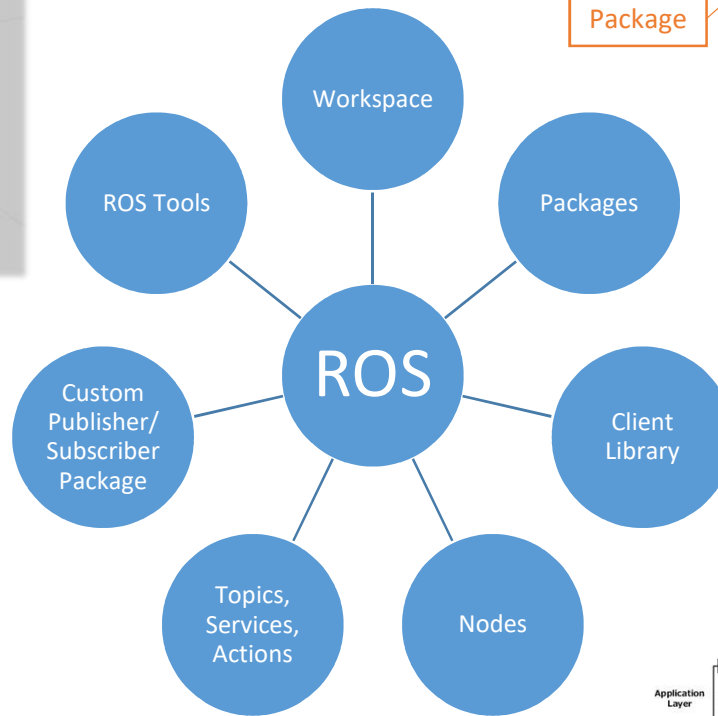 Package
Workspace
ROS Tools
Packages
ROS
Custom
Publisher/
Subscriber
Package
Client
Library
Topics,
Services,
Actions
Nodes
Application
Layer